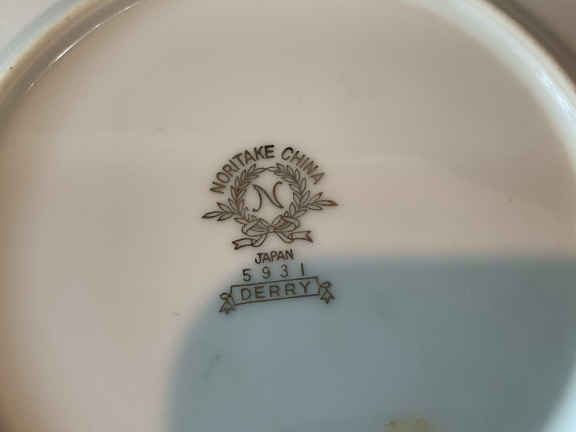 NORITAKE CHINA
N
JAPAN
5931
DERRY